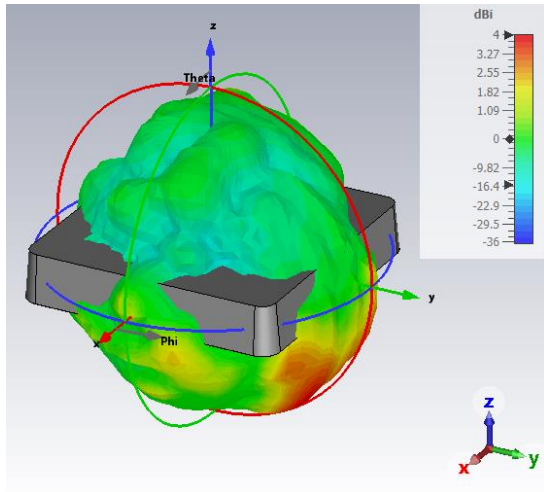 dBi
4
3.27
2.55
1.82
1.09
0
-9.82
-16.4
-22.9
-29.5
-36
z
Theta
y
x
Phi
z
x
y